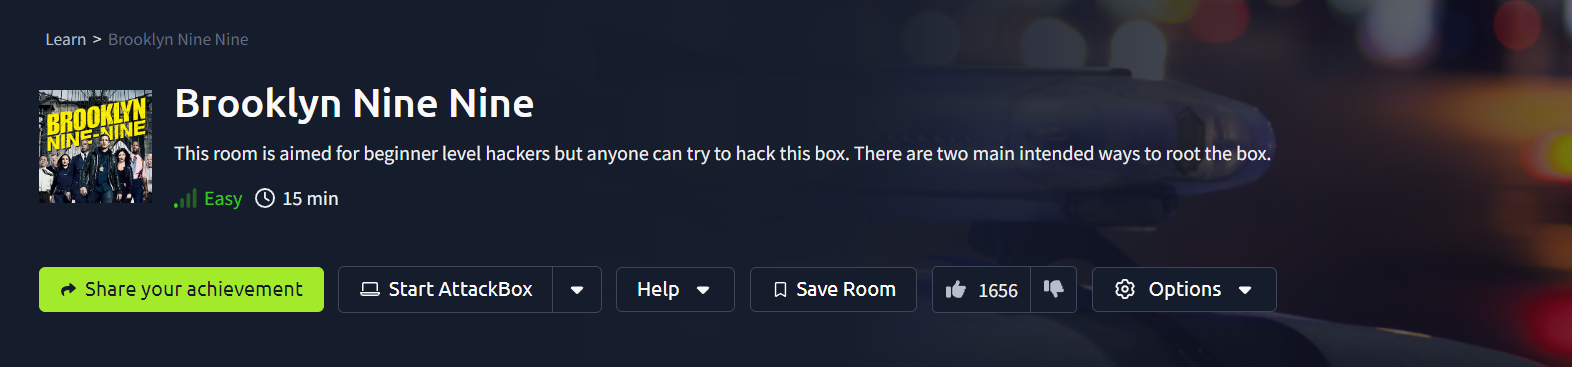 Learn > Brooklyn Nine Nine
BROOKLYN
NINE-NINE
Brooklyn Nine Nine
This room is aimed for beginner level hackers but anyone can try to hack this box. There are two main intended ways to root the box.
Easy 15 min
Share your achievement Start AttackBox Help Save Room 1656 Options